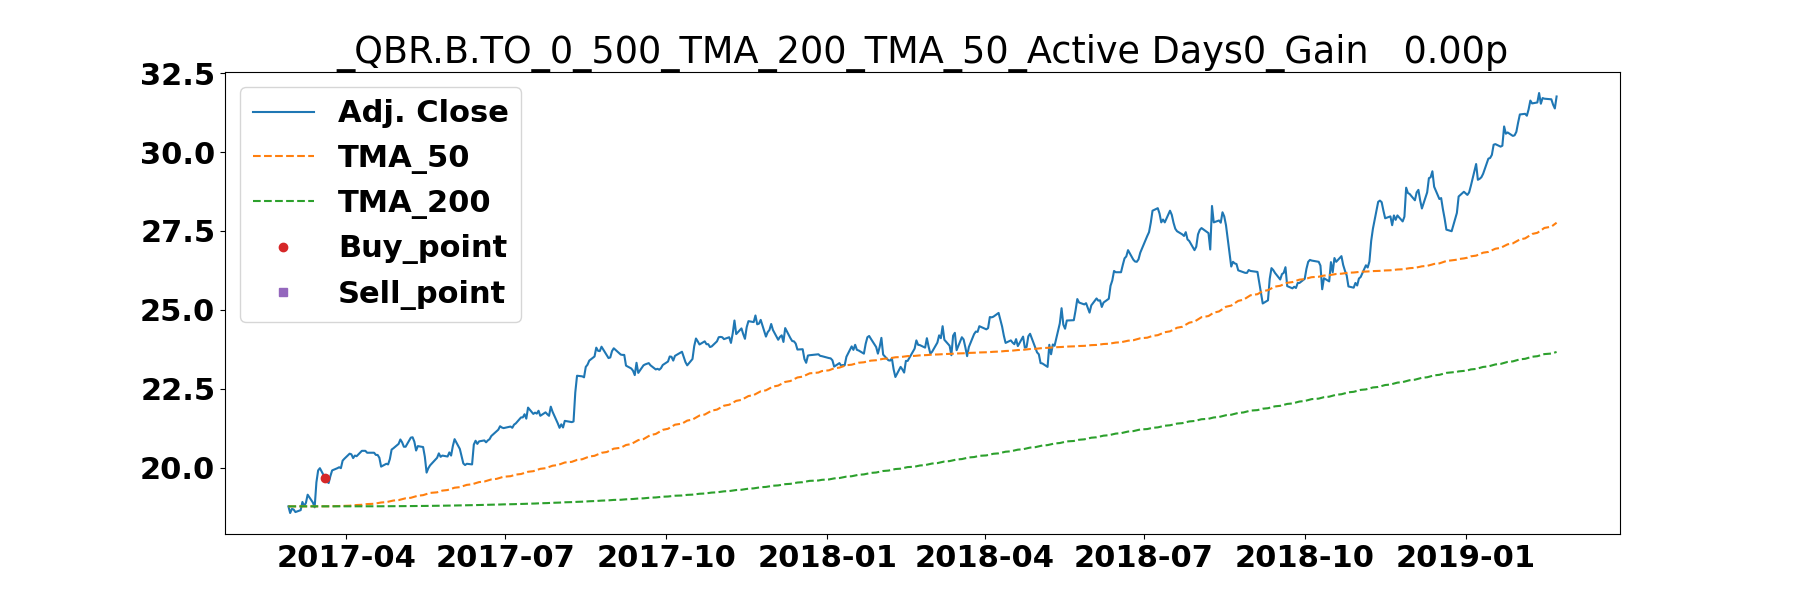 _QBR.B.TO_0_500_TMA_200_TMA_50_Active Days0_Gain   0.00p
32.5
30.0
27.5
25.0
22.5
20.0
Adj. Close
TMA_50
TMA_200
Buy_point
Sell_point
2017-04 2017-07 2017-10 2018-01 2018-04 2018-07 2018-10 2019-01